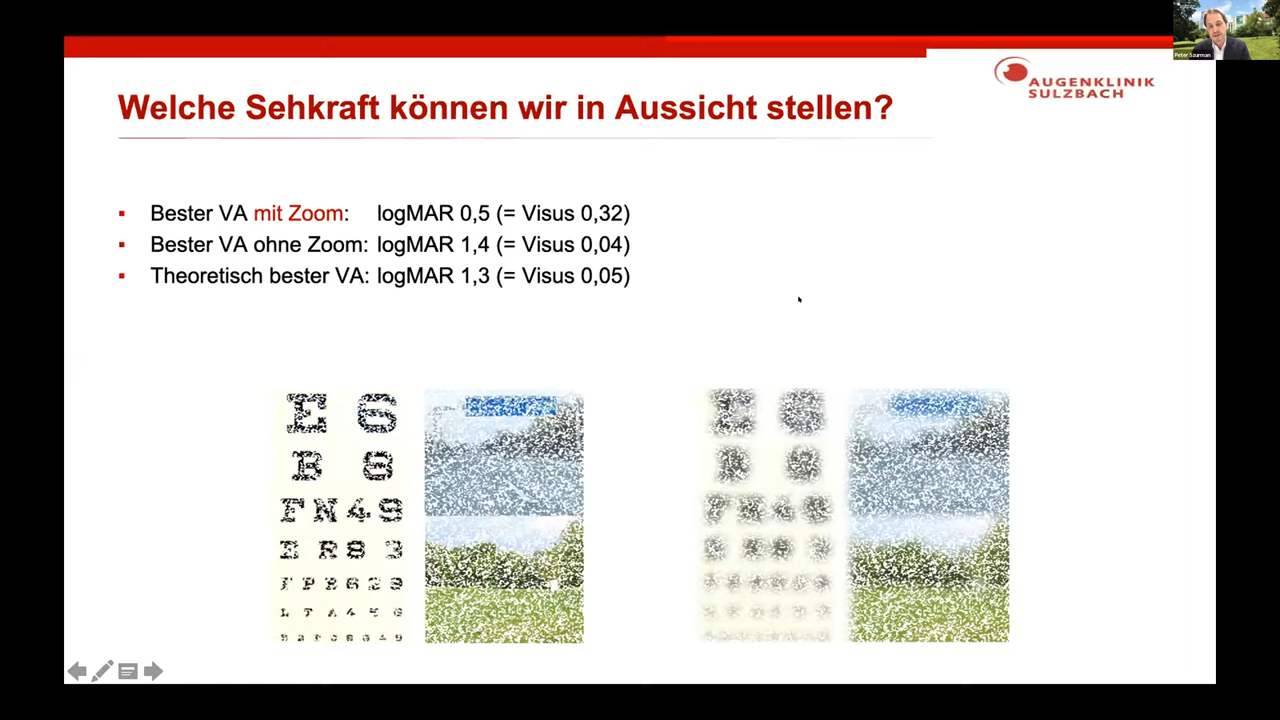 Peter Szurman
AUGENKLINIK
SULZBACH
Welche Sehkraft können wir in Aussicht stellen?
Bester VA mit Zoom: logMAR 0,5 (= Visus 0,32)
Bester VA ohne Zoom: logMAR 1,4 (= Visus 0,04)
Theoretisch bester VA: logMAR 1,3 (= Visus 0,05)
E 6
B 8
F N 4 9
R 8 3